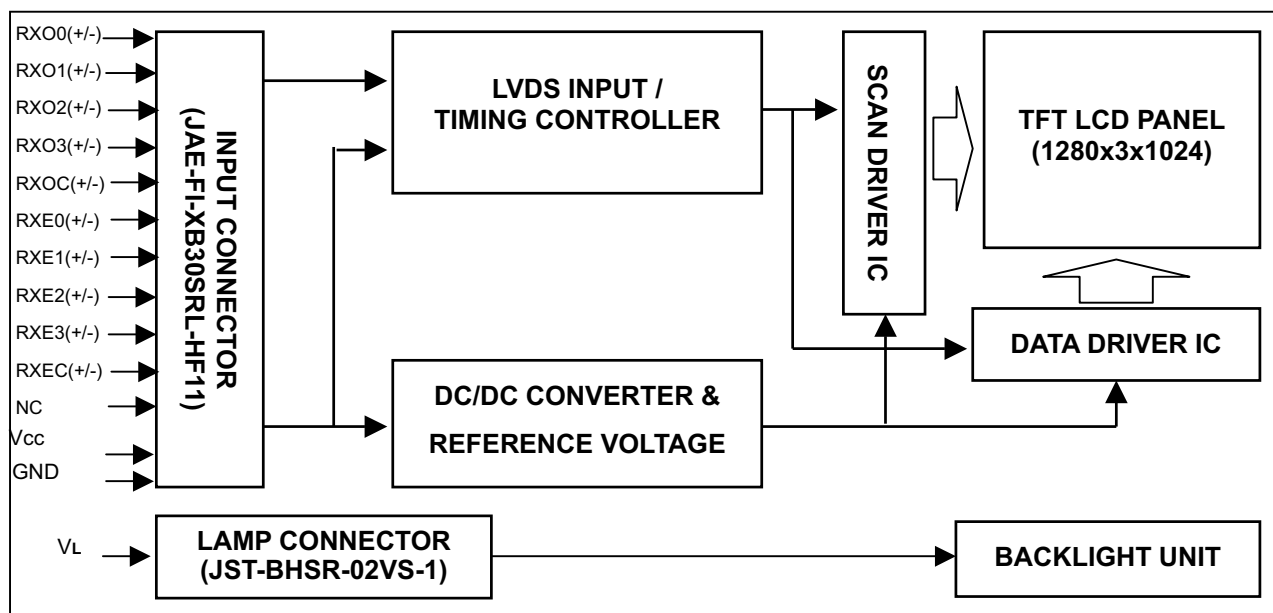 RXO0(+/-)
RXO1(+/-)
RXO2(+/-)
RXO3(+/-)
RXOC(+/-)
RXE0(+/-)
RXE1(+/-)
RXE2(+/-)
RXE3(+/-)
RXEC(+/-)
NC
Vcc
GND
INPUT CONNECTOR
(JAE-FI-XB30SRL-HF11)
LVDS INPUT /
TIMING CONTROLLER
SCAN DRIVER IC
TFT LCD PANEL
(1280x3x1024)
DATA DRIVER IC
DC/DC CONVERTER &
REFERENCE VOLTAGE
VL
LAMP CONNECTOR
(JST-BHSR-02VS-1)
BACKLIGHT UNIT